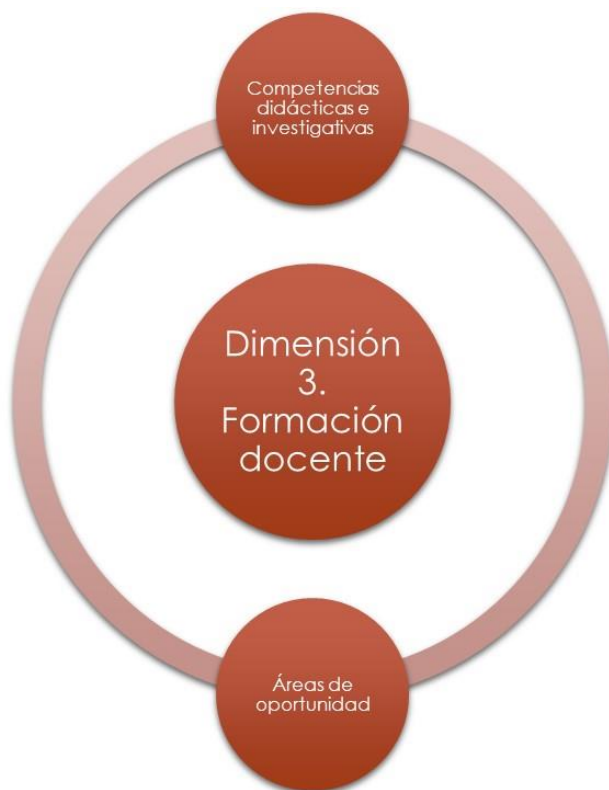 Competencias
didácticas e
investigativas
Dimensión
3.
Formación
docente
Áreas de
oportunidad